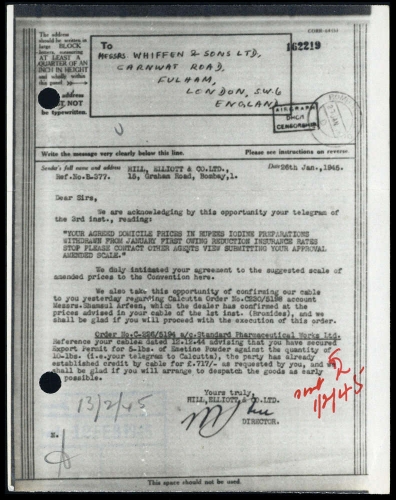 The address
should be written in
large BLOCK
letters, measuring
AT LEAST A
QUARTER OF AN
INCH IN HEIGHT
and wholly within
this panel.
address
MUST NOT
be typewritten.
To
MESSRS. WHIFFEN & SONS LTD,
CARNWAT ROAD,
FULHAM,
LONDON, S.W.6
ENGLAND
162219
AIRGRAPH
CENSORSHIP
Write the message very clearly below this line.
Please see instructions on reverse.
Sender's full name and address
HILL, ELLIOTT & CO.LTD.,
Date 26th Jan., 1945.
Ref.No.E-577.
15, Graham Road, Bombay,1.
Dear Sirs,
We are acknowledging by this opportunity your telegram of
the 3rd inst., reading:
"YOUR AGREED DOMICILE PRICES IN RUPEES IODINE PREPARATIONS
WITHDRAWN FROM JANUARY FIRST OWING REDUCTION INSURANCE RATES
STOP PLEASE CONTACT OTHER AGENTS VIEW SUBMITTING YOUR APPROVAL
AMENDED SCALE."
We duly intimated your agreement to the suggested scale of
amended prices to the Convention here.
We also take this opportunity of confirming our cable
to you yesterday regarding Calcutta Order account
Messrs. Shamsul Arfeen, which the dealer has confirmed at the
prices advised in your cable of the 1st inst. (Bromides), and we
shall be glad if you will proceed with the execution of this order.
Order a/c.Standard Pharmaceutical Works Ltd.
Reference your cables dated advising that you have secured
Export Permit for 5-lbs. of Emetine Powder against the quantity of
10-lbs. (i.e.your telegram to Calcutta), the party has already
established credit by cable for £.717/- as requested by you, and we
shall be glad if you will arrange to despatch the goods as early
possible.
Yours truly,
HILL,ELLIOTT & CO.LTD.
DIRECTOR.
13/2/45
1/2/45
This space should not be used.